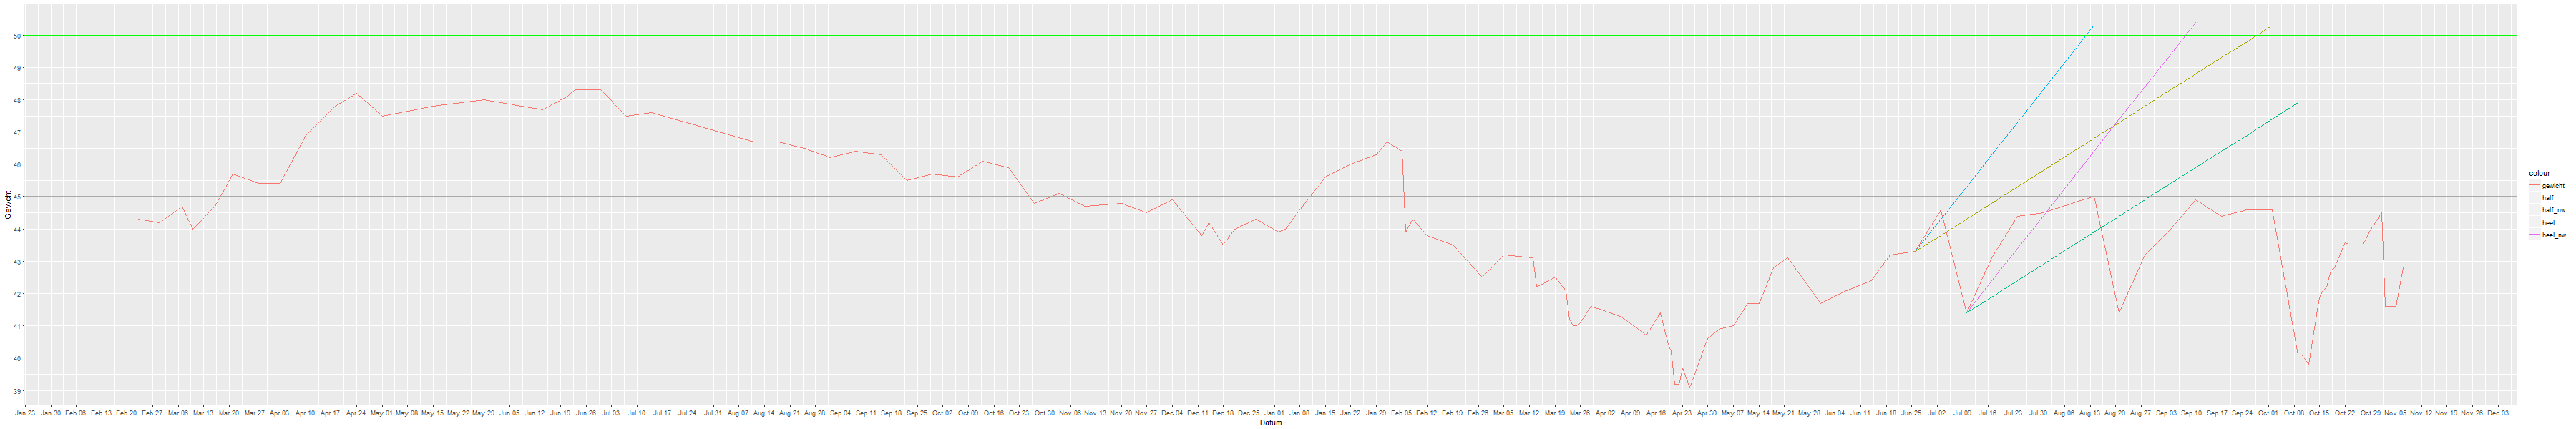 50
49
48
47
46
45
44
43
42
41
40
39
Gewicht
Jan 23 Jan 30 Feb 06 Feb 13 Feb 20 Feb 27 Mar 06 Mar 13 Mar 20 Mar 27 Apr 03 Apr 10 Apr 17 Apr 24 May 01 May 08 May 15 May 22 May 29 Jun 05 Jun 12 Jun 19 Jun 26 Jul 03 Jul 10 Jul 17 Jul 24 Jul 31 Aug 07 Aug 14 Aug 21 Aug 28 Sep 04 Sep 11 Sep 18 Sep 25 Oct 02 Oct 09 Oct 16 Oct 23 Oct 30 Nov 06 Nov 13 Nov 20 Nov 27 Dec 04 Dec 11 Dec 18 Dec 25 Jan 01 Jan 08 Jan 15 Jan 22 Jan 29 Feb 05 Feb 12 Feb 19 Feb 26 Mar 05 Mar 12 Mar 19 Mar 26 Apr 02 Apr 09 Apr 16 Apr 23 Apr 30 May 07 May 14 May 21 May 28 Jun 04 Jun 11 Jun 18 Jun 25 Jul 02 Jul 09 Jul 16 Jul 23 Jul 30 Aug 06 Aug 13 Aug 20 Aug 27 Sep 03 Sep 10 Sep 17 Sep 24 Oct 01 Oct 08 Oct 15 Oct 22 Oct 29 Nov 05 Nov 12 Nov 19 Nov 26 Dec 03
Datum
colour
gewicht
half
half_nw
heel
heel_nw